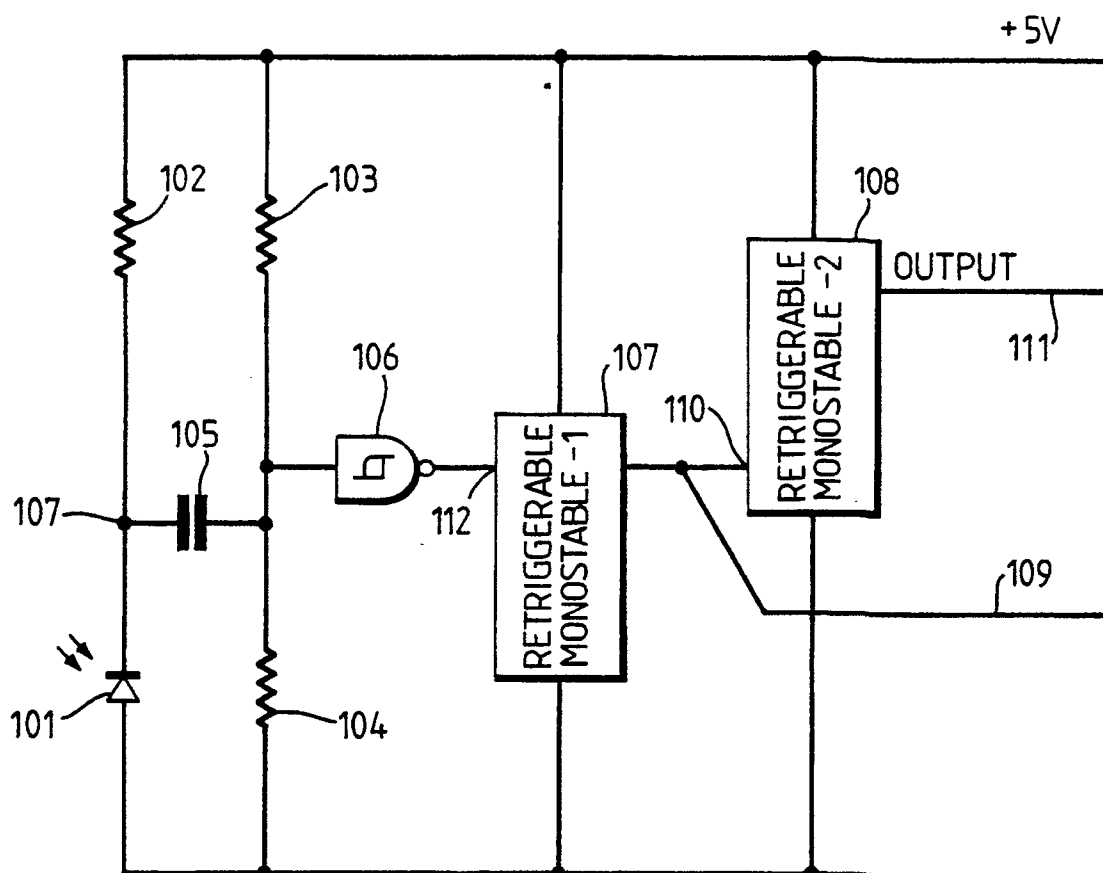 +5V
102
103
108
RETRIGGERABLE
MONOSTABLE -2
OUTPUT
111
106
107
110
105
RETRIGGERABLE
MONOSTABLE -1
107
112
109
101
104